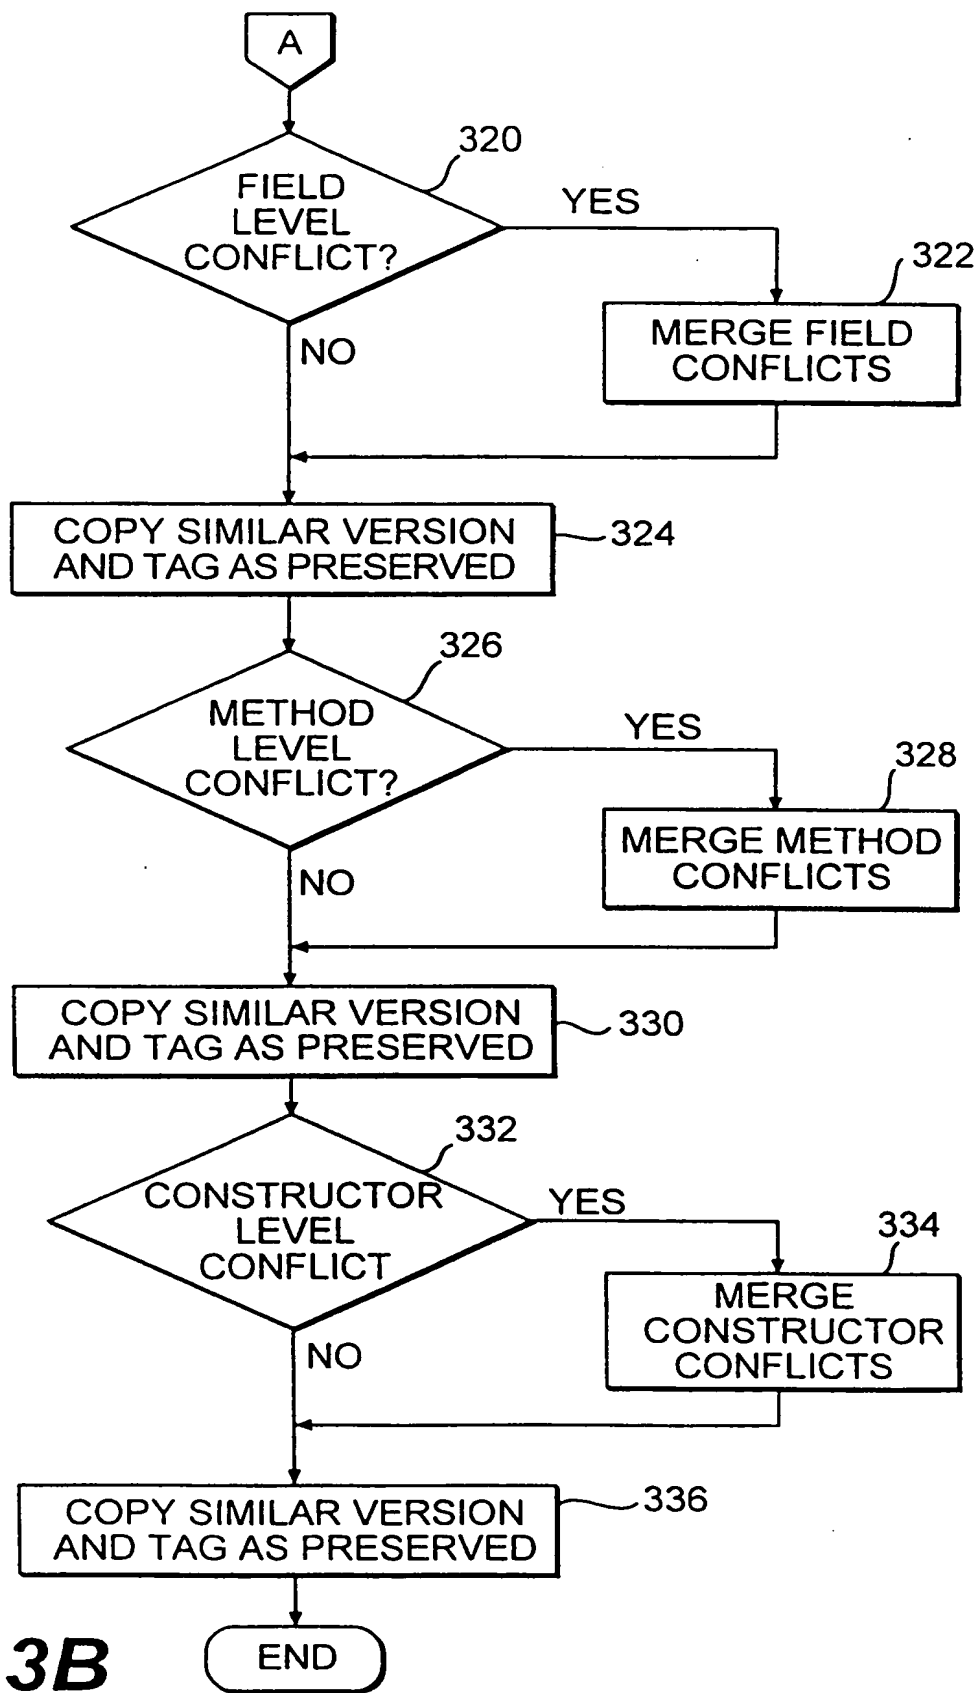 A
320
FIELD
LEVEL
CONFLICT?
YES
322
MERGE FIELD
CONFLICTS
NO
COPY SIMILAR VERSION
AND TAG AS PRESERVED
324
326
METHOD
LEVEL
CONFLICT?
YES
328
MERGE METHOD
CONFLICTS
NO
COPY SIMILAR VERSION
AND TAG AS PRESERVED
330
332
CONSTRUCTOR
LEVEL
CONFLICT
YES
334
MERGE
CONSTRUCTOR
CONFLICTS
NO
COPY SIMILAR VERSION
AND TAG AS PRESERVED
336
END
3B